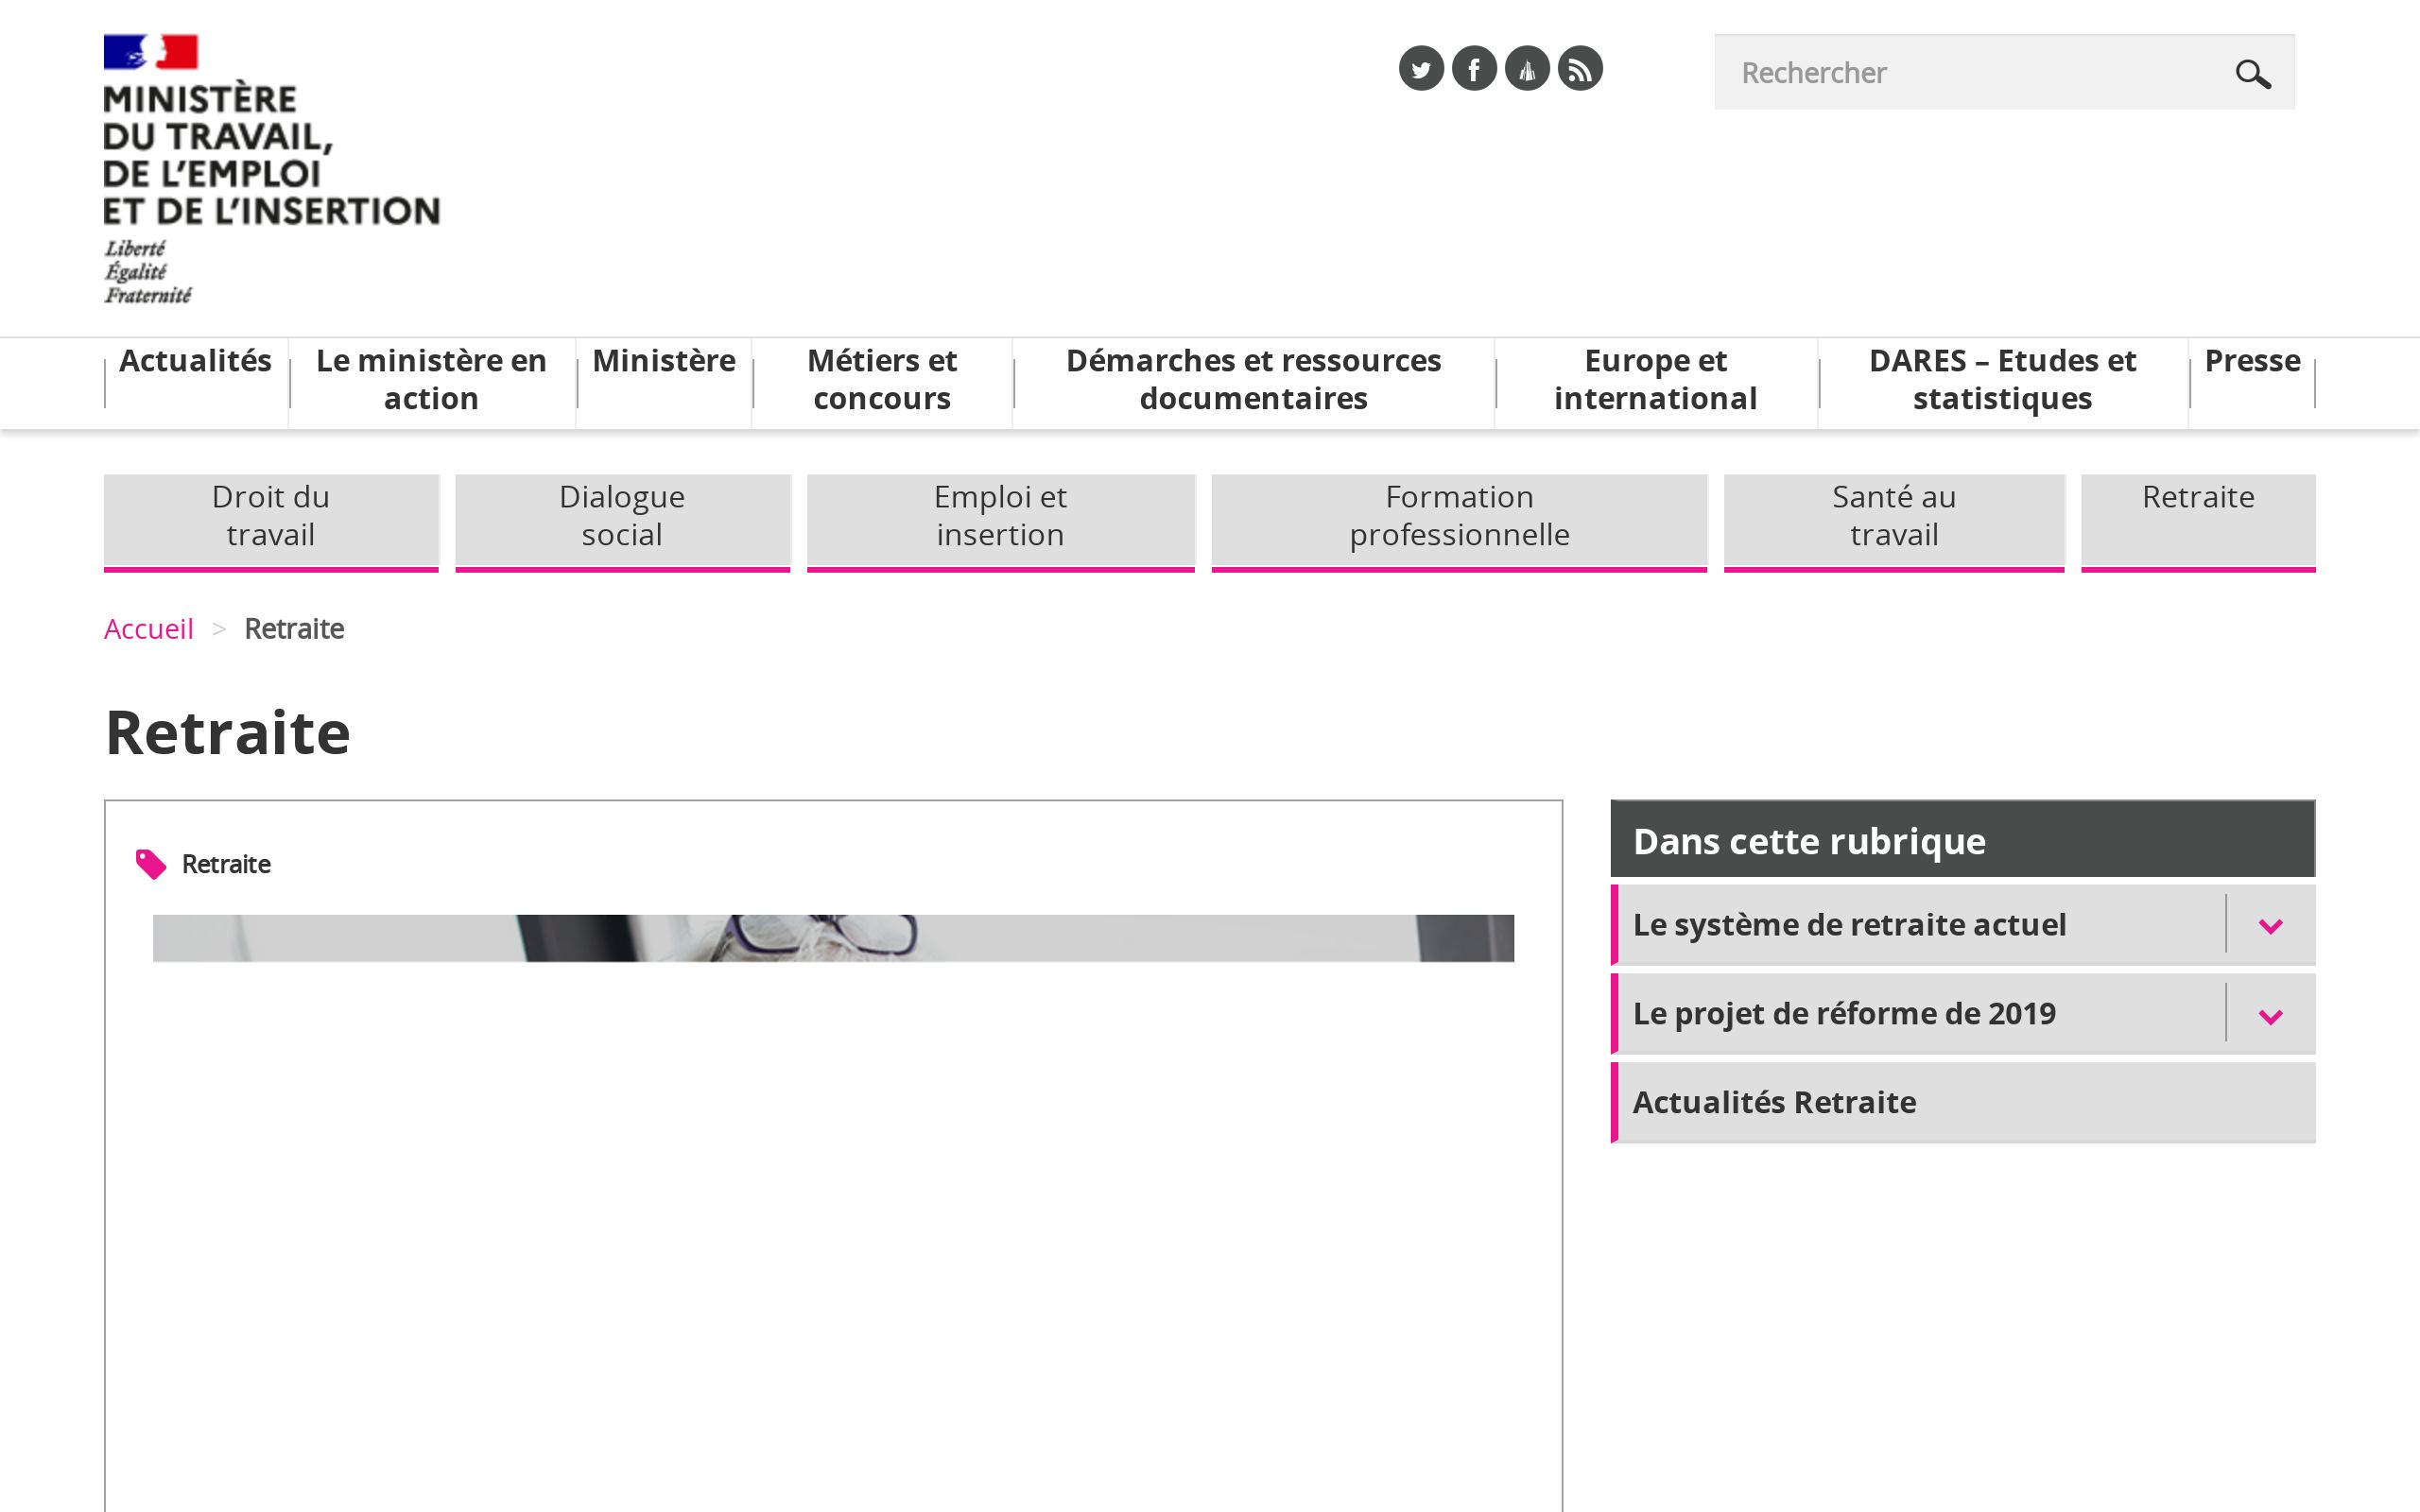 MINISTÈRE
DU TRAVAIL,
DE L'EMPLOI
ET DE L'INSERTION
Liberté
Égalité
Fraternité
Rechercher
Actualités
Le ministère en
action
Ministère
Métiers et
concours
Démarches et ressources
documentaires
Europe et
international
DARES – Etudes et
statistiques
Presse
Droit du
travail
Dialogue
social
Emploi et
insertion
Formation
professionnelle
Santé au
travail
Retraite
Accueil > Retraite
Retraite
Retraite
Dans cette rubrique
Le système de retraite actuel
Le projet de réforme de 2019
Actualités Retraite